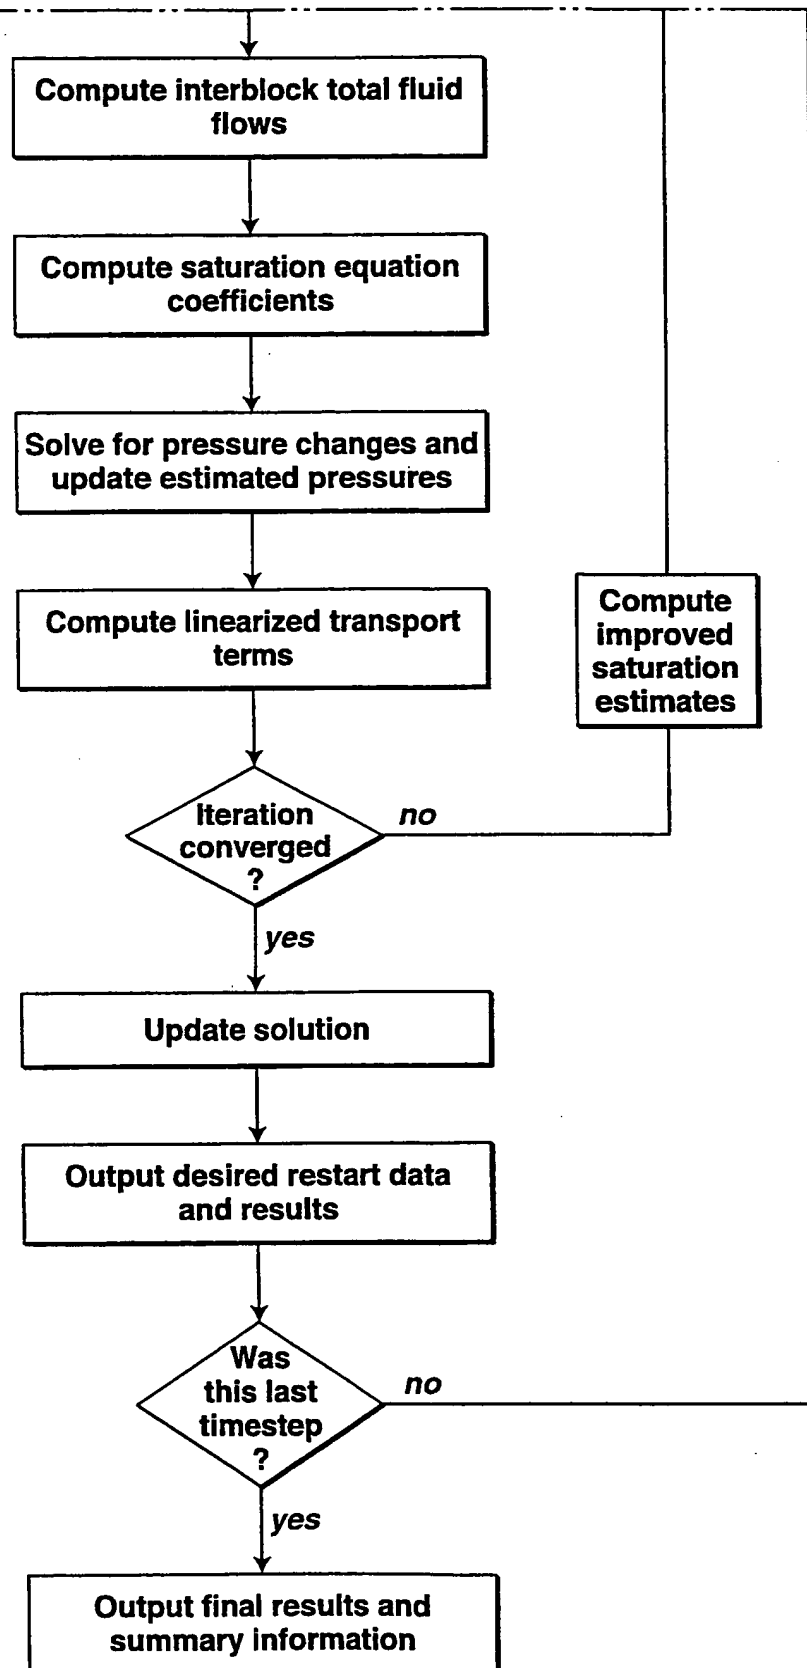 Compute interblock total fluid
flows
Compute saturation equation
coefficients
Solve for pressure changes and
update estimated pressures
Compute linearized transport
terms
Compute
improved
saturation
estimates
Iteration
converged
?
no
yes
Update solution
Output desired restart data
and results
Was
this last
timestep
?
no
yes
Output final results and
summary information